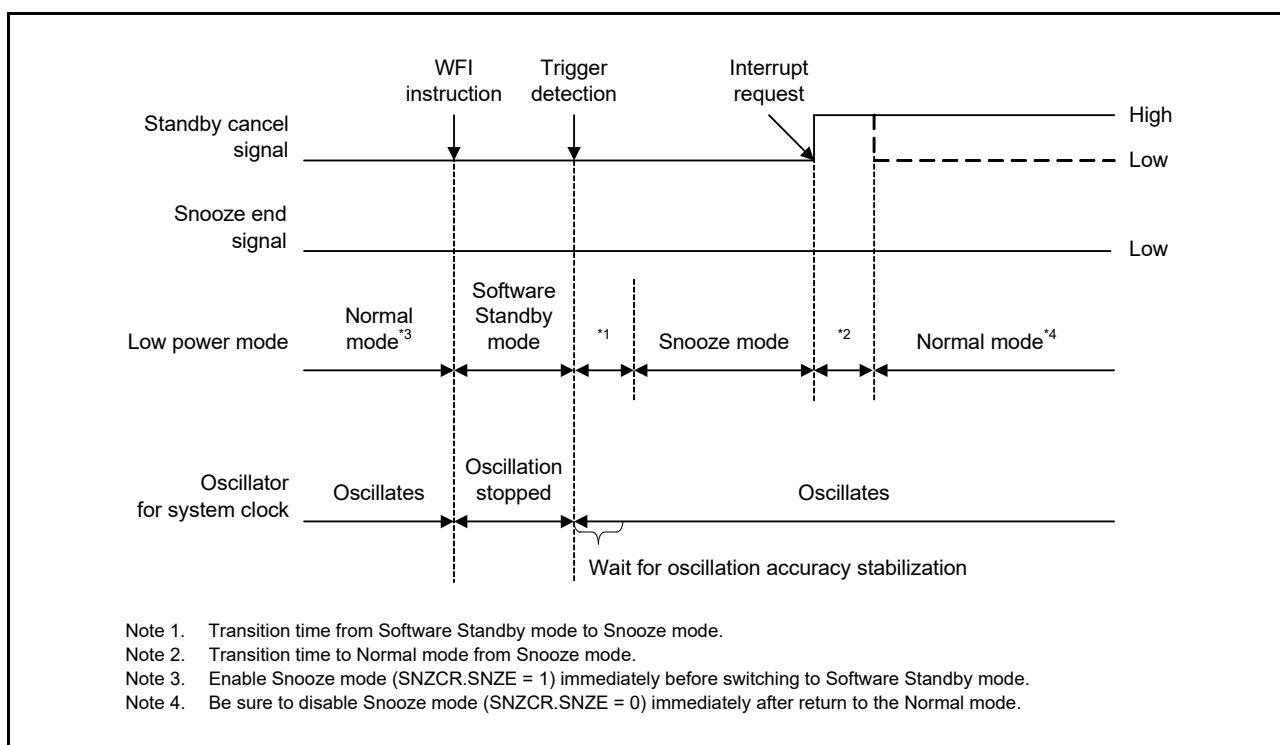 WFI
instruction
Trigger
detection
Interrupt
request
Standby cancel
signal
High
Low
Snooze end
signal
Low
Low power mode
Normal
mode*3
Software
Standby
mode
*1
Snooze mode
*2
Normal mode*4
Oscillator
for system clock
Oscillates
Oscillation
stopped
Oscillates
Wait for oscillation accuracy stabilization
Note 1. Transition time from Software Standby mode to Snooze mode.
Note 2. Transition time to Normal mode from Snooze mode.
Note 3. Enable Snooze mode (SNZCR.SNZE = 1) immediately before switching to Software Standby mode.
Note 4. Be sure to disable Snooze mode (SNZCR.SNZE = 0) immediately after return to the Normal mode.